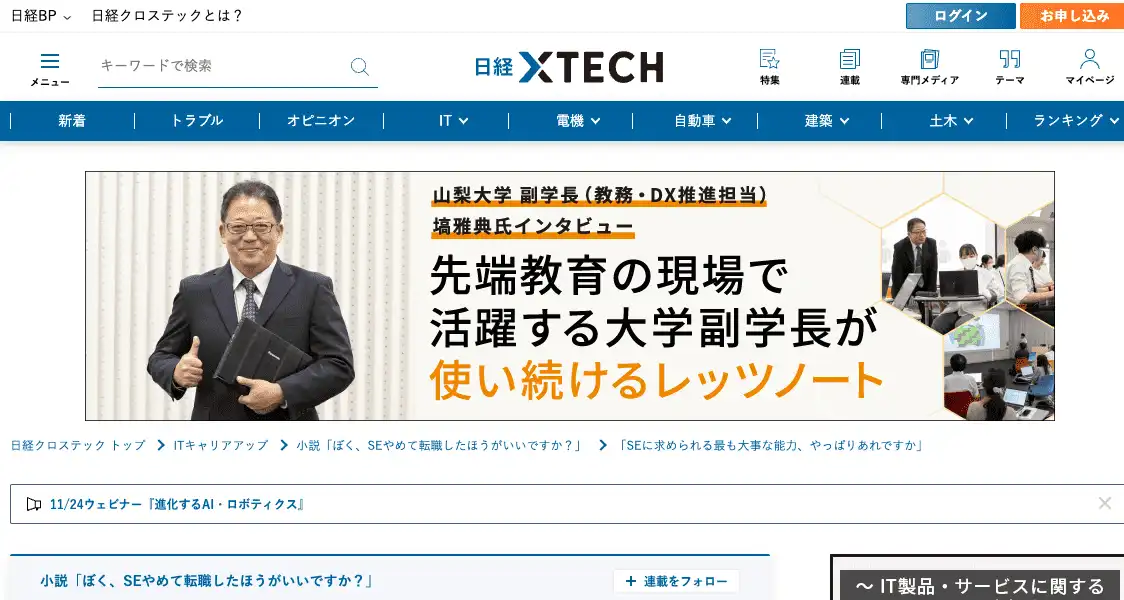 日経BP
日経クロステックとは？
ログイン
お申し込み
メニュー
キーワードで検索
日経XTECH
特集
連載
専門メディア
テーマ
マイページ
新着
トラブル
オピニオン
IT
電機
自動車
建築
土木
ランキング
山梨大学 副学長（教務・DX推進担当）
塙雅典氏インタビュー
先端教育の現場で
活躍する大学副学長が
使い続けるレッツノート
日経クロステック トップ
ITキャリアアップ
小説「ぼく、SEやめて転職したほうがいいですか？」
「SEに求められる最も大事な能力、やっぱりあれですか」
11/24ウェビナー『進化するAI・ロボティクス』
小説「ぼく、SEやめて転職したほうがいいですか？」
+ 連載をフォロー
～ IT製品・サービスに関する